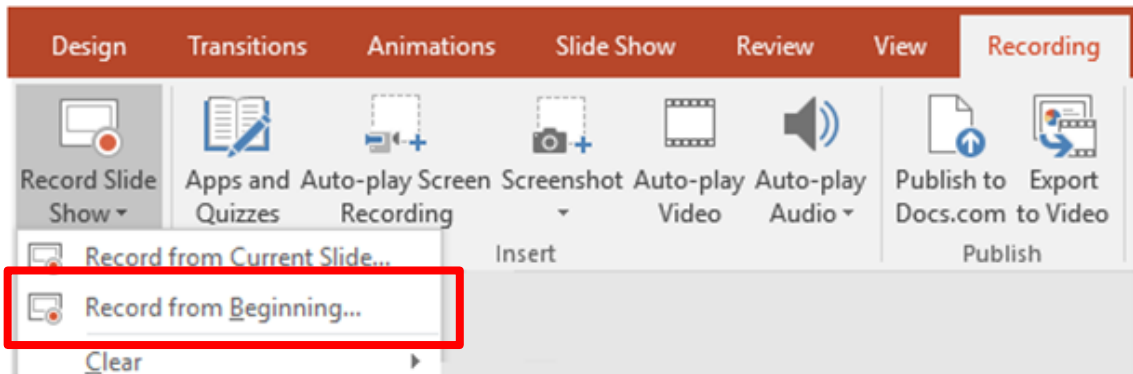 Design Transitions Animations Slide Show Review View Recording
Record Slide Show
Apps and Quizzes
Auto-play Screen Recording
Screenshot
Auto-play Video
Auto-play Audio
Publish to Docs.com
Export to Video
Insert
Publish
Record from Current Slide...
Record from Beginning...
Clear